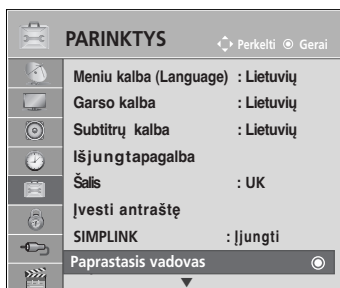 PARINKTYS Perkelti Gerai
Meniu kalba (Language) : Lietuvių
Garso kalba : Lietuvių
Subtitrų kalba : Lietuvių
Išjungtapagalba
Šalis : UK
Įvesti antraštę
SIMPLINK : Įjungti
Paprastasis vadovas